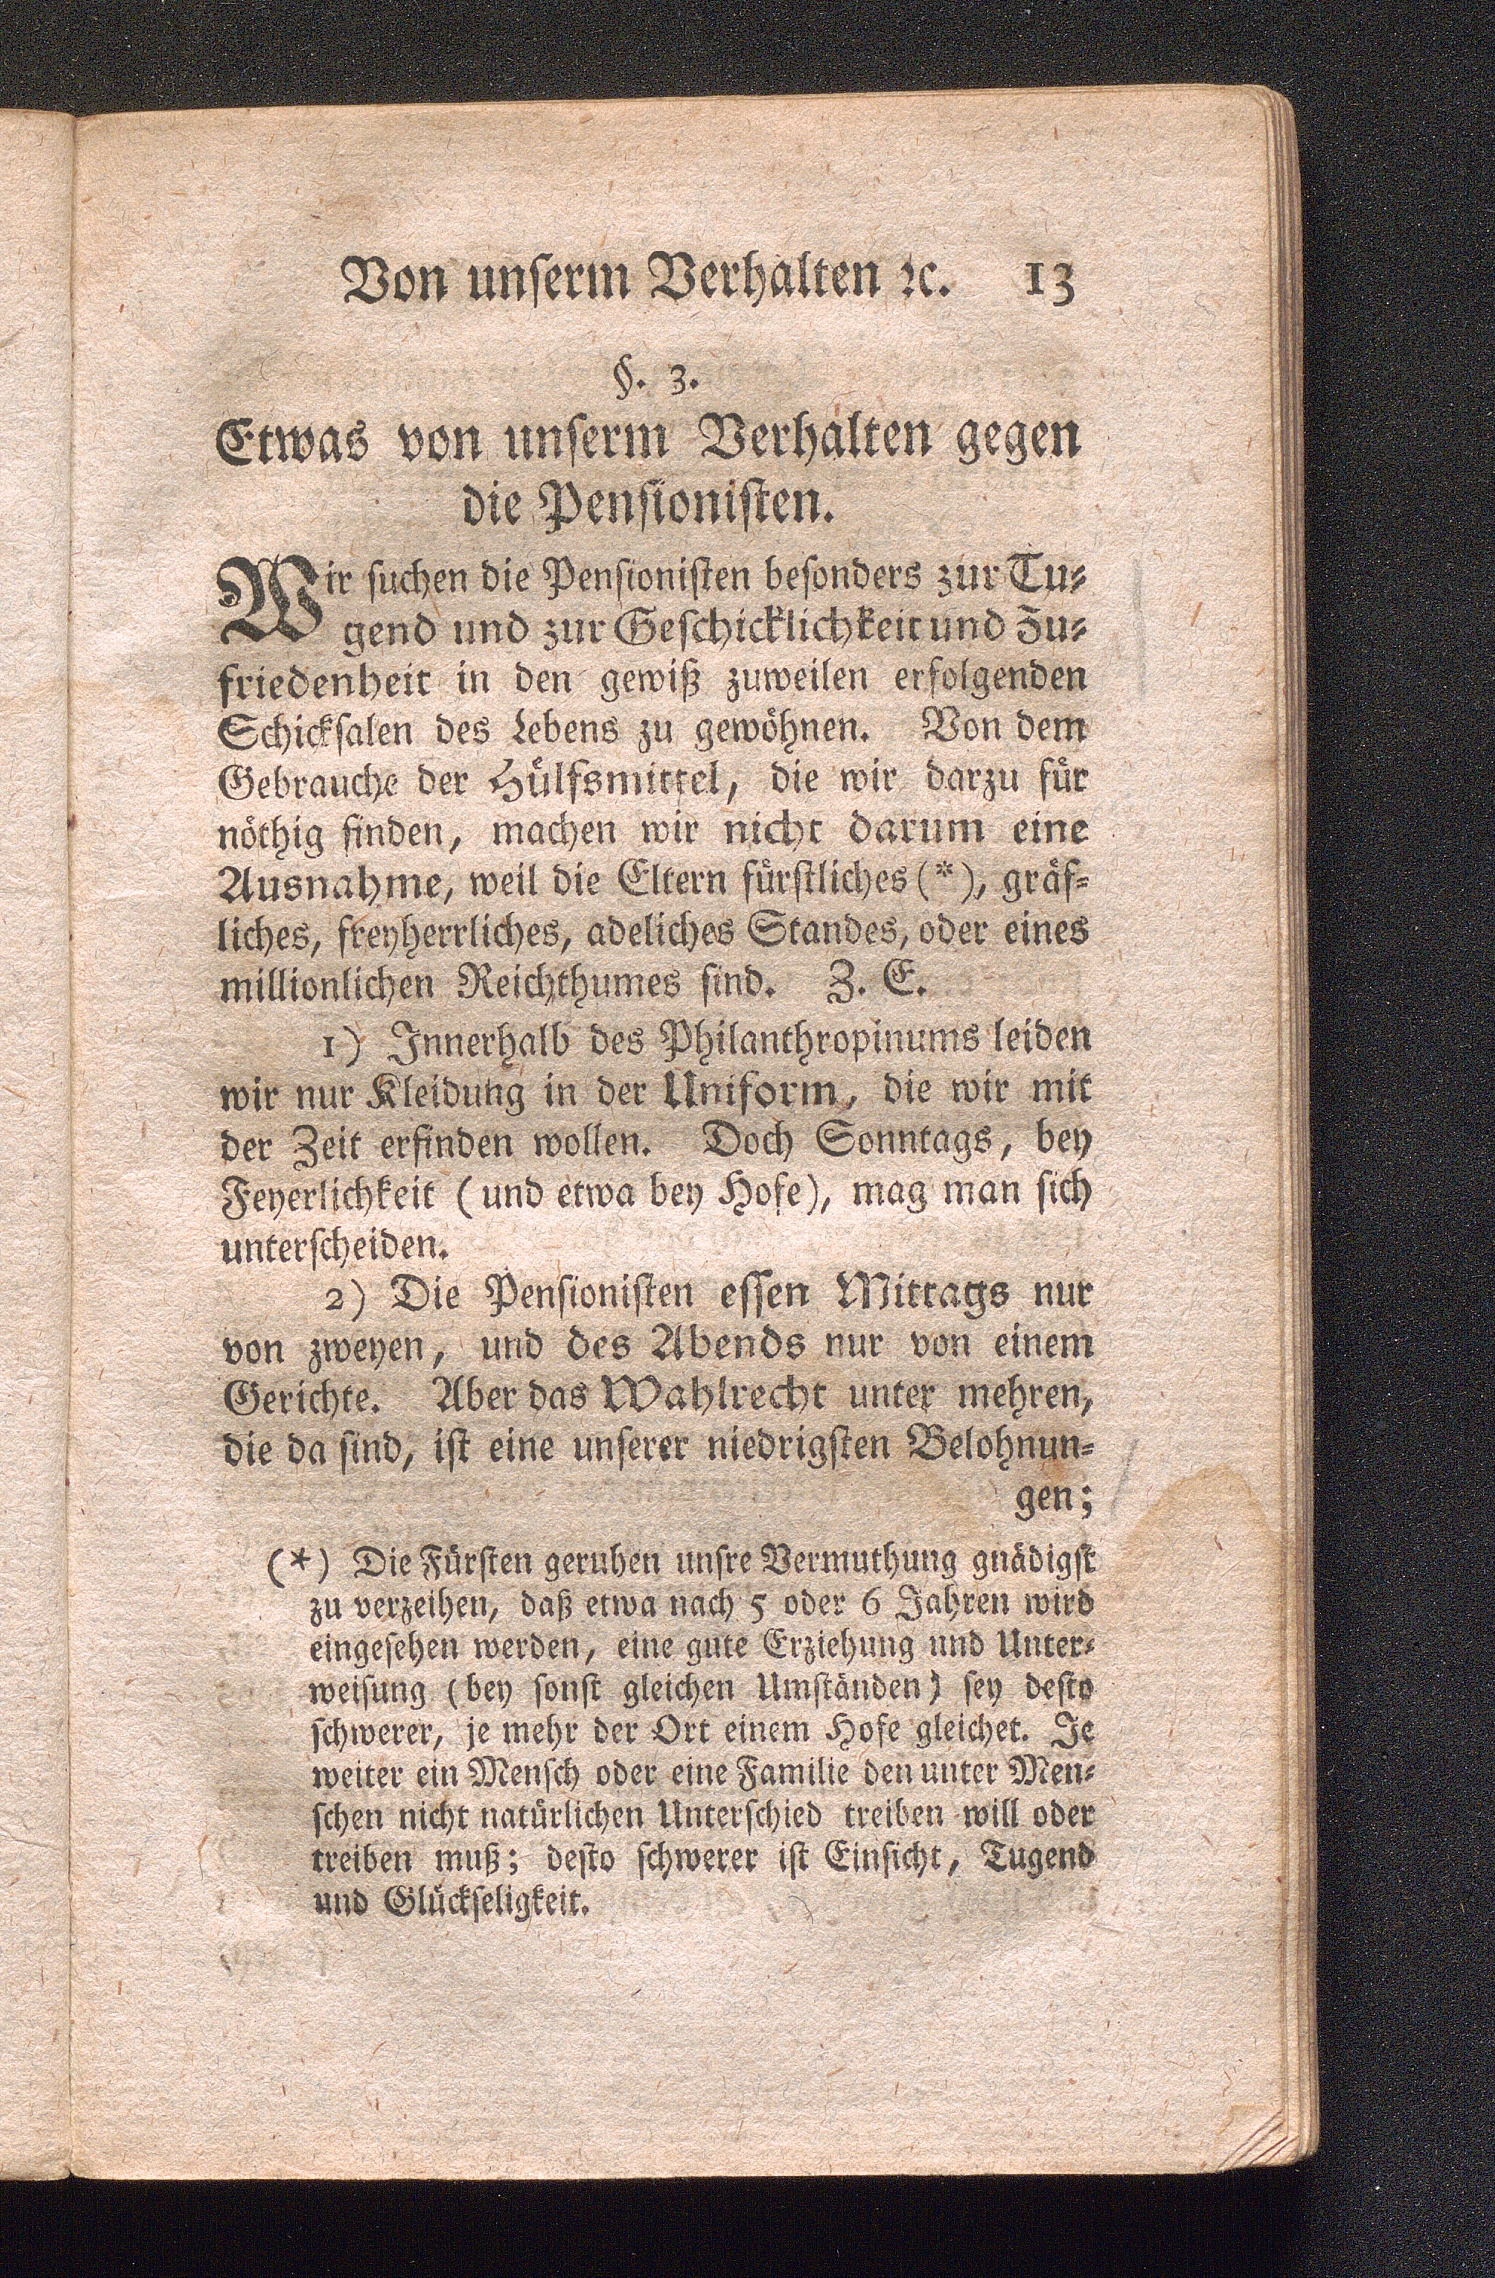 Von unserm Verhalten ꝛc. 13
§. 3.
Etwas von unserm Verhalten gegen
die Pensionisten.
Wir suchen die Pensionisten besonders zur Tu⸗
gend und zur Geschicklichkeit und Zu⸗
friedenheit in den gewiß zuweilen erfolgenden
Schicksalen des Lebens zu gewöhnen. Von dem
Gebrauche der Hülfsmittel, die wir darzu für
nöthig finden, machen wir nicht darum eine
Ausnahme, weil die Eltern fürstliches (*), gräf⸗
liches, freyherrliches, adeliches Standes, oder eines
millionlichen Reichthumes sind. Z. E.
1) Innerhalb des Philanthropinums leiden
wir nur Kleidung in der Uniform, die wir mit
der Zeit erfinden wollen. Doch Sonntags, bey
Feyerlichkeit (und etwa bey Hofe), mag man sich
unterscheiden.
2) Die Pensionisten essen Mittags nur
von zweyen, und des Abends nur von einem
Gerichte. Aber das Wahlrecht unter mehren,
die da sind, ist eine unserer niedrigsten Belohnun⸗
gen;
(*) Die Fürsten geruhen unsre Vermuthung gnädigst
zu verzeihen, daß etwa nach 5 oder 6 Jahren wird
eingesehen werden, eine gute Erziehung und Unter⸗
weisung (bey sonst gleichen Umständen) sey desto
schwerer, je mehr der Ort einem Hofe gleichet. Je
weiter ein Mensch oder eine Familie den unter Men⸗
schen nicht natürlichen Unterschied treiben will oder
treiben muß; desto schwerer ist Einsicht, Tugend
und Glückseligkeit.